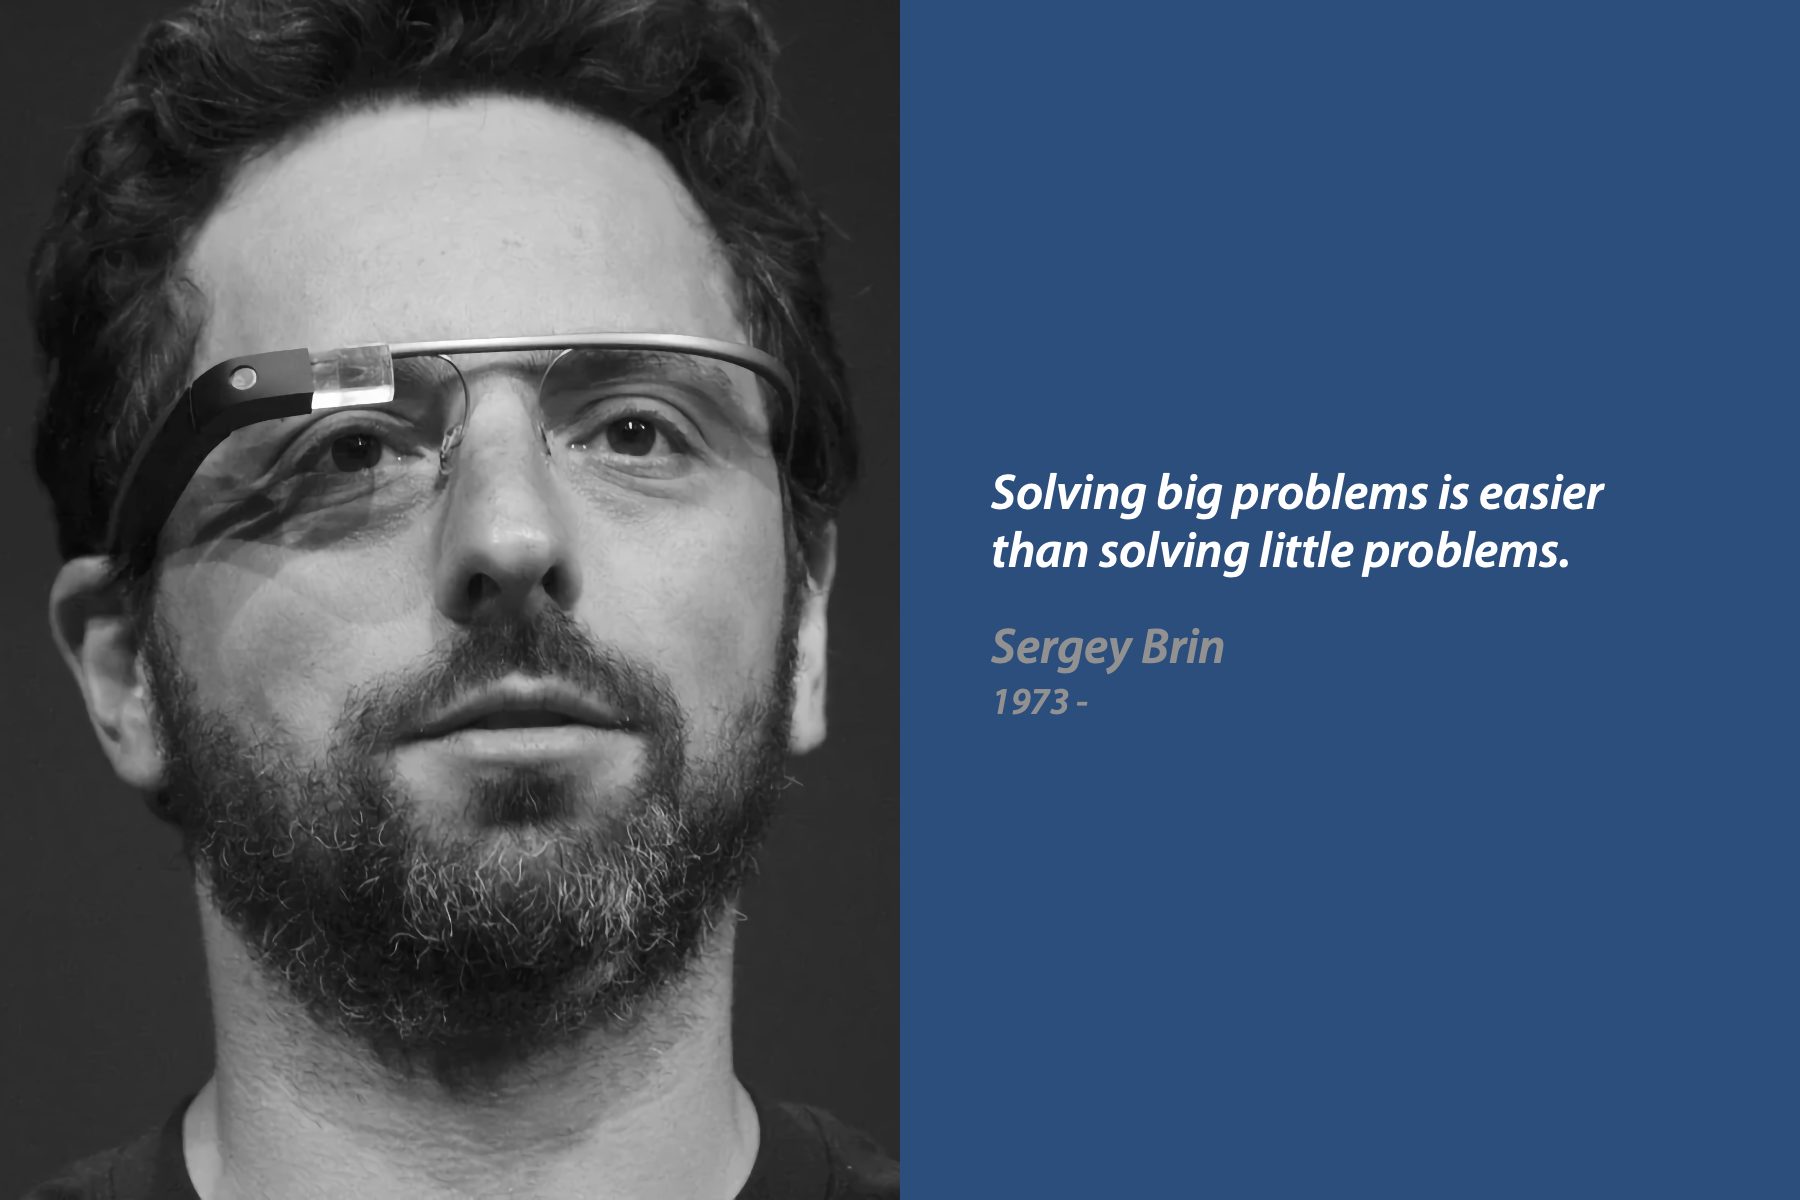 Solving big problems is easier
than solving little problems.
Sergey Brin
1973 -